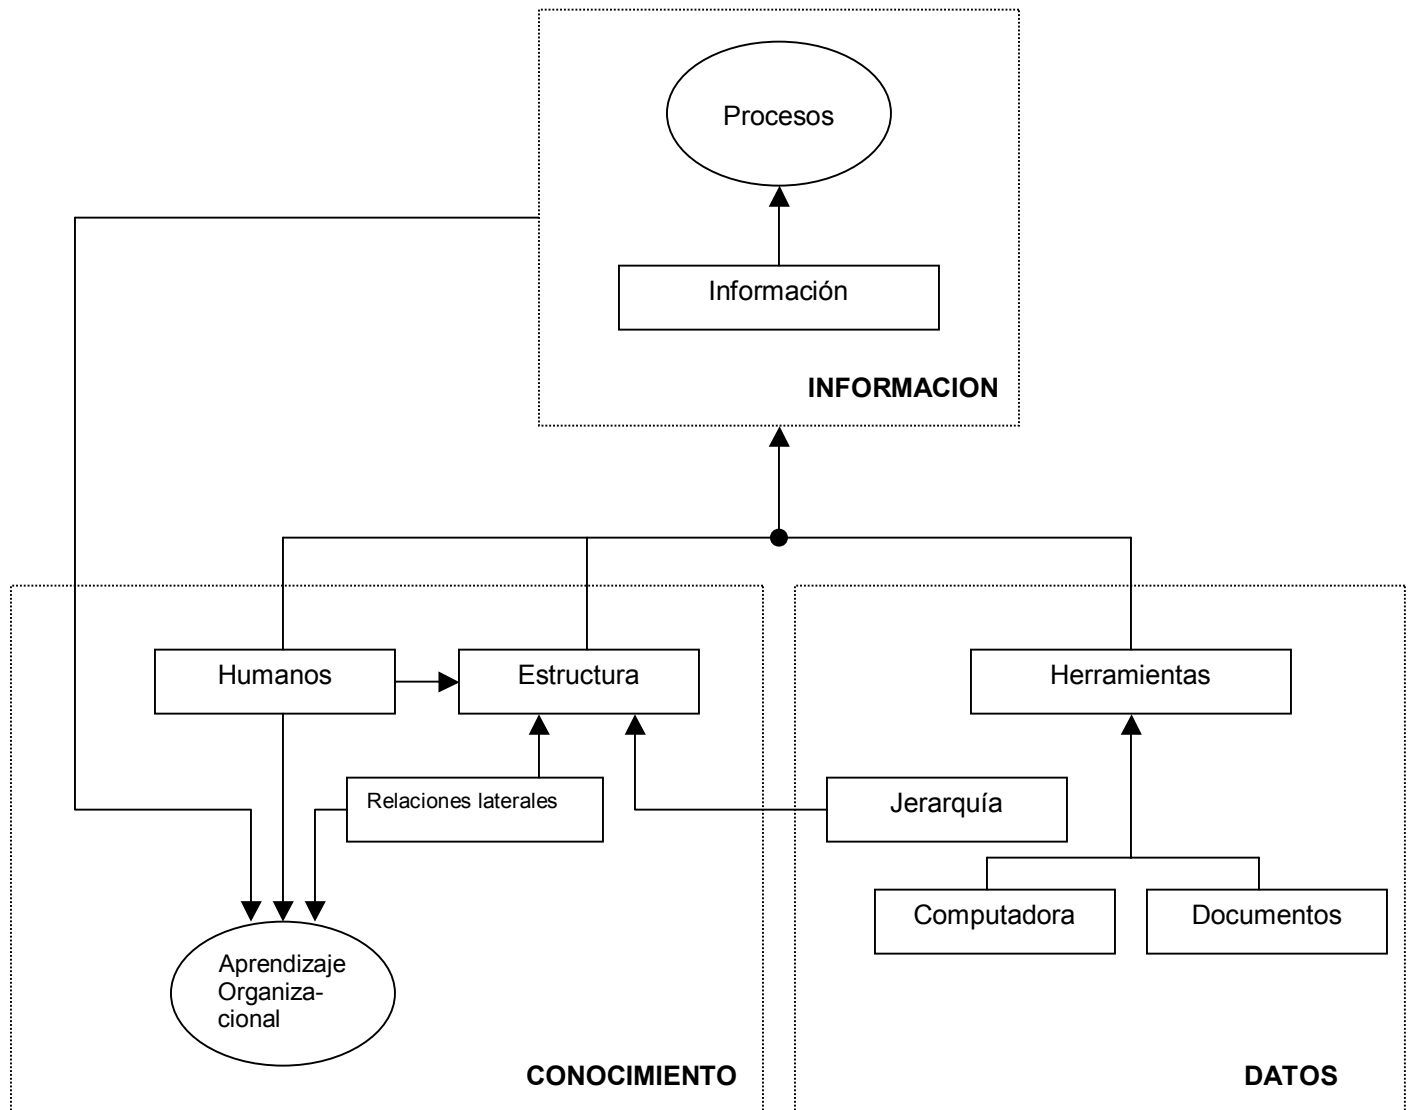 Procesos
Información
INFORMACION
Humanos
Estructura
Herramientas
Relaciones laterales
Jerarquía
Computadora
Documentos
Aprendizaje
Organiza-
cional
CONOCIMIENTO
DATOS